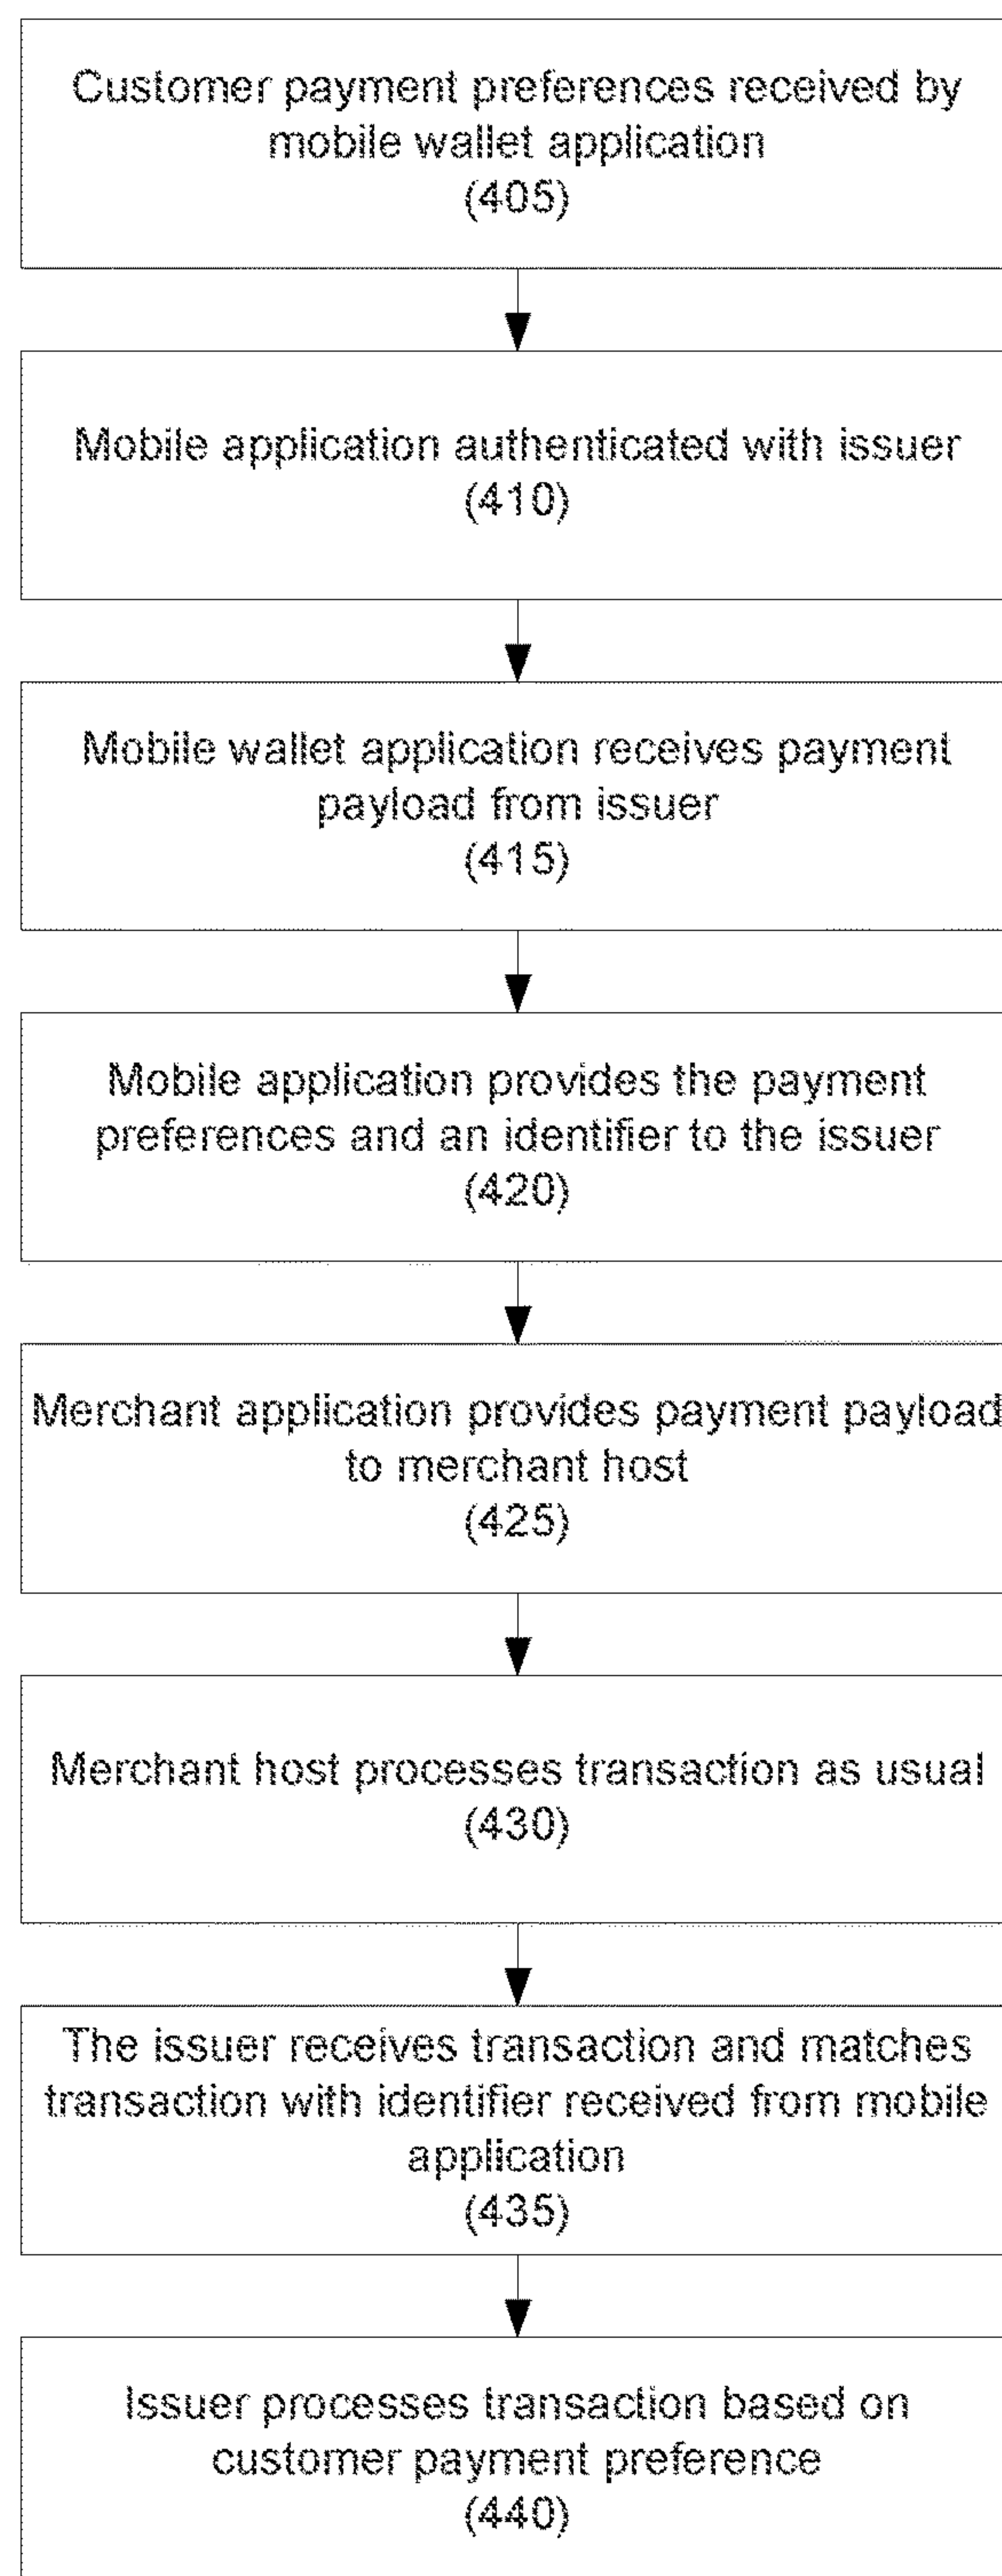 Customer payment preferences received by
mobile wallet application
(405)
Mobile application authenticated with issuer
(410)
Mobile wallet application receives payment
payload from issuer
(415)
Mobile application provides the payment
preferences and an identifier to the issuer
(420)
Merchant application provides payment payload
to merchant host
(425)
Merchant host processes transaction as usual
(430)
The issuer receives transaction and matches
transaction with identifier received from mobile
application
(435)
Issuer processes transaction based on
customer payment preference
(440)